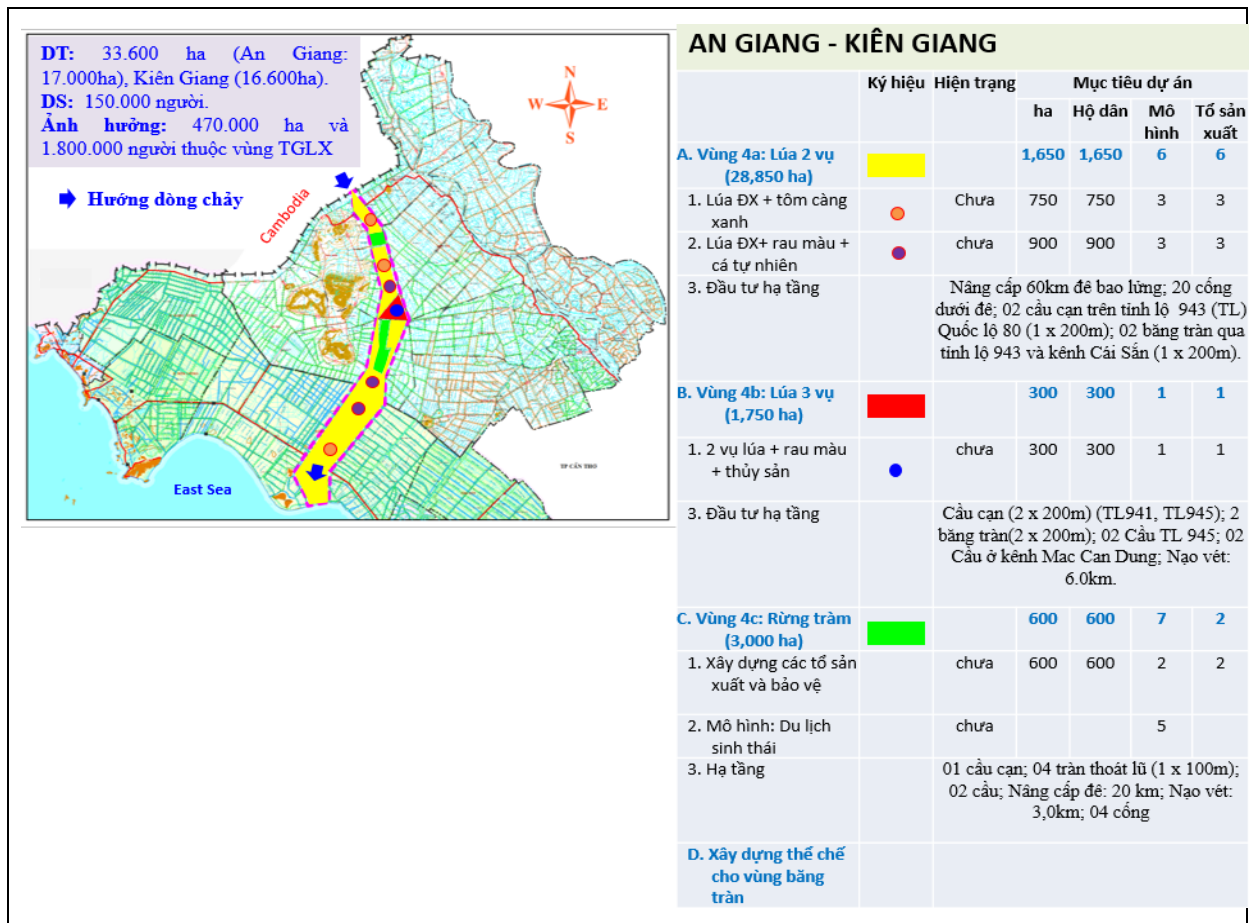 DT: 33.600 ha (An Giang:
17.000ha), Kiên Giang (16.600ha).
DS: 150.000 người.
Ảnh hưởng: 470.000 ha và
1.800.000 người thuộc vùng TGLX
Hướng dòng chảy
N
W E
S
Cambodia
East Sea
TP CẦN THƠ
AN GIANG - KIÊN GIANG
Ký hiệu Hiện trạng Mục tiêu dự án
ha Hộ dân Mô hình Tổ sản xuất
A. Vùng 4a: Lúa 2 vụ
(28,850 ha)
1,650 1,650 6 6
1. Lúa ĐX + tôm càng
xanh
Chưa 750 750 3 3
2. Lúa ĐX+ rau màu +
cá tự nhiên
chưa 900 900 3 3
3. Đầu tư hạ tầng
Nâng cấp 60km đê bao lửng; 20 cống
dưới đê; 02 cầu cạn trên tỉnh lộ 943 (TL)
Quốc lộ 80 (1 x 200m); 02 băng tràn qua
tỉnh lộ 943 và kênh Cái Sắn (1 x 200m).
B. Vùng 4b: Lúa 3 vụ
(1,750 ha)
300 300 1 1
1. 2 vụ lúa + rau màu
+ thủy sản
chưa 300 300 1 1
3. Đầu tư hạ tầng
Cầu cạn (2 x 200m) (TL941, TL945); 2
băng tràn(2 x 200m); 02 Cầu TL 945; 02
Cầu ở kênh Mac Can Dung; Nạo vét:
6.0km.
C. Vùng 4c: Rừng tràm
(3,000 ha)
600 600 7 2
1. Xây dựng các tổ sản
xuất và bảo vệ
chưa 600 600 2 2
2. Mô hình: Du lịch
sinh thái
chưa 5
3. Hạ tầng
01 cầu cạn; 04 tràn thoát lũ (1 x 100m);
02 cầu; Nâng cấp đê: 20 km; Nạo vét:
3,0km; 04 cống
D. Xây dựng thể chế
cho vùng băng
tràn